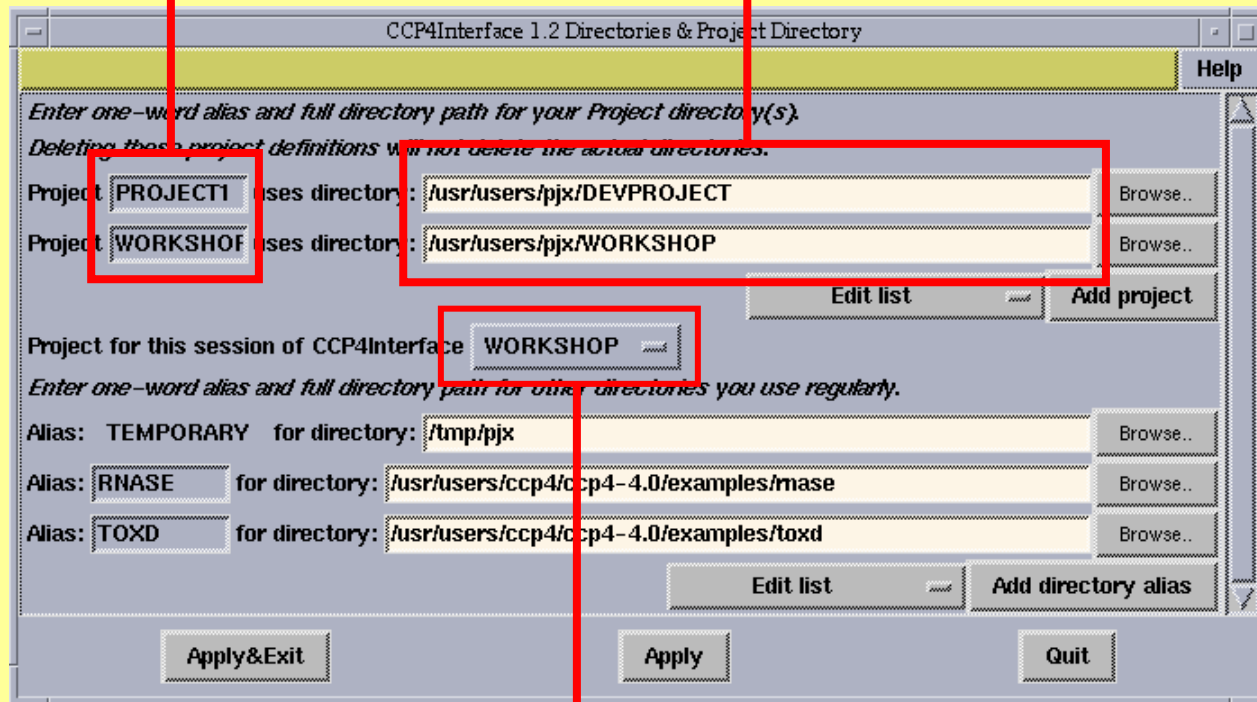 CCP4Interface 1.2 Directories & Project Directory
Help
Enter one-word alias and full directory path for your Project directory(s).
Deleting these project definitions will not delete the actual directories.
Project PROJECT1 uses directory: /usr/users/pjx/DEVPROJECT Browse..
Project WORKSHOP uses directory: /usr/users/pjx/WORKSHOP Browse..
Edit list Add project
Project for this session of CCP4Interface WORKSHOP
Enter one-word alias and full directory path for other directories you use regularly.
Alias: TEMPORARY for directory: /tmp/pjx Browse..
Alias: RNASE for directory: /usr/users/ccp4/ccp4-4.0/examples/rnase Browse..
Alias: TOXD for directory: /usr/users/ccp4/ccp4-4.0/examples/toxd Browse..
Edit list Add directory alias
Apply&Exit Apply Quit